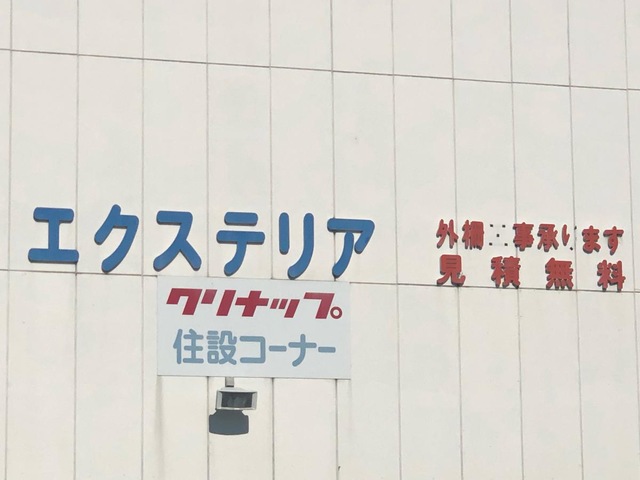 エクステリア
クリナップ。
住設コーナー
外柵 事承ります
見積無料